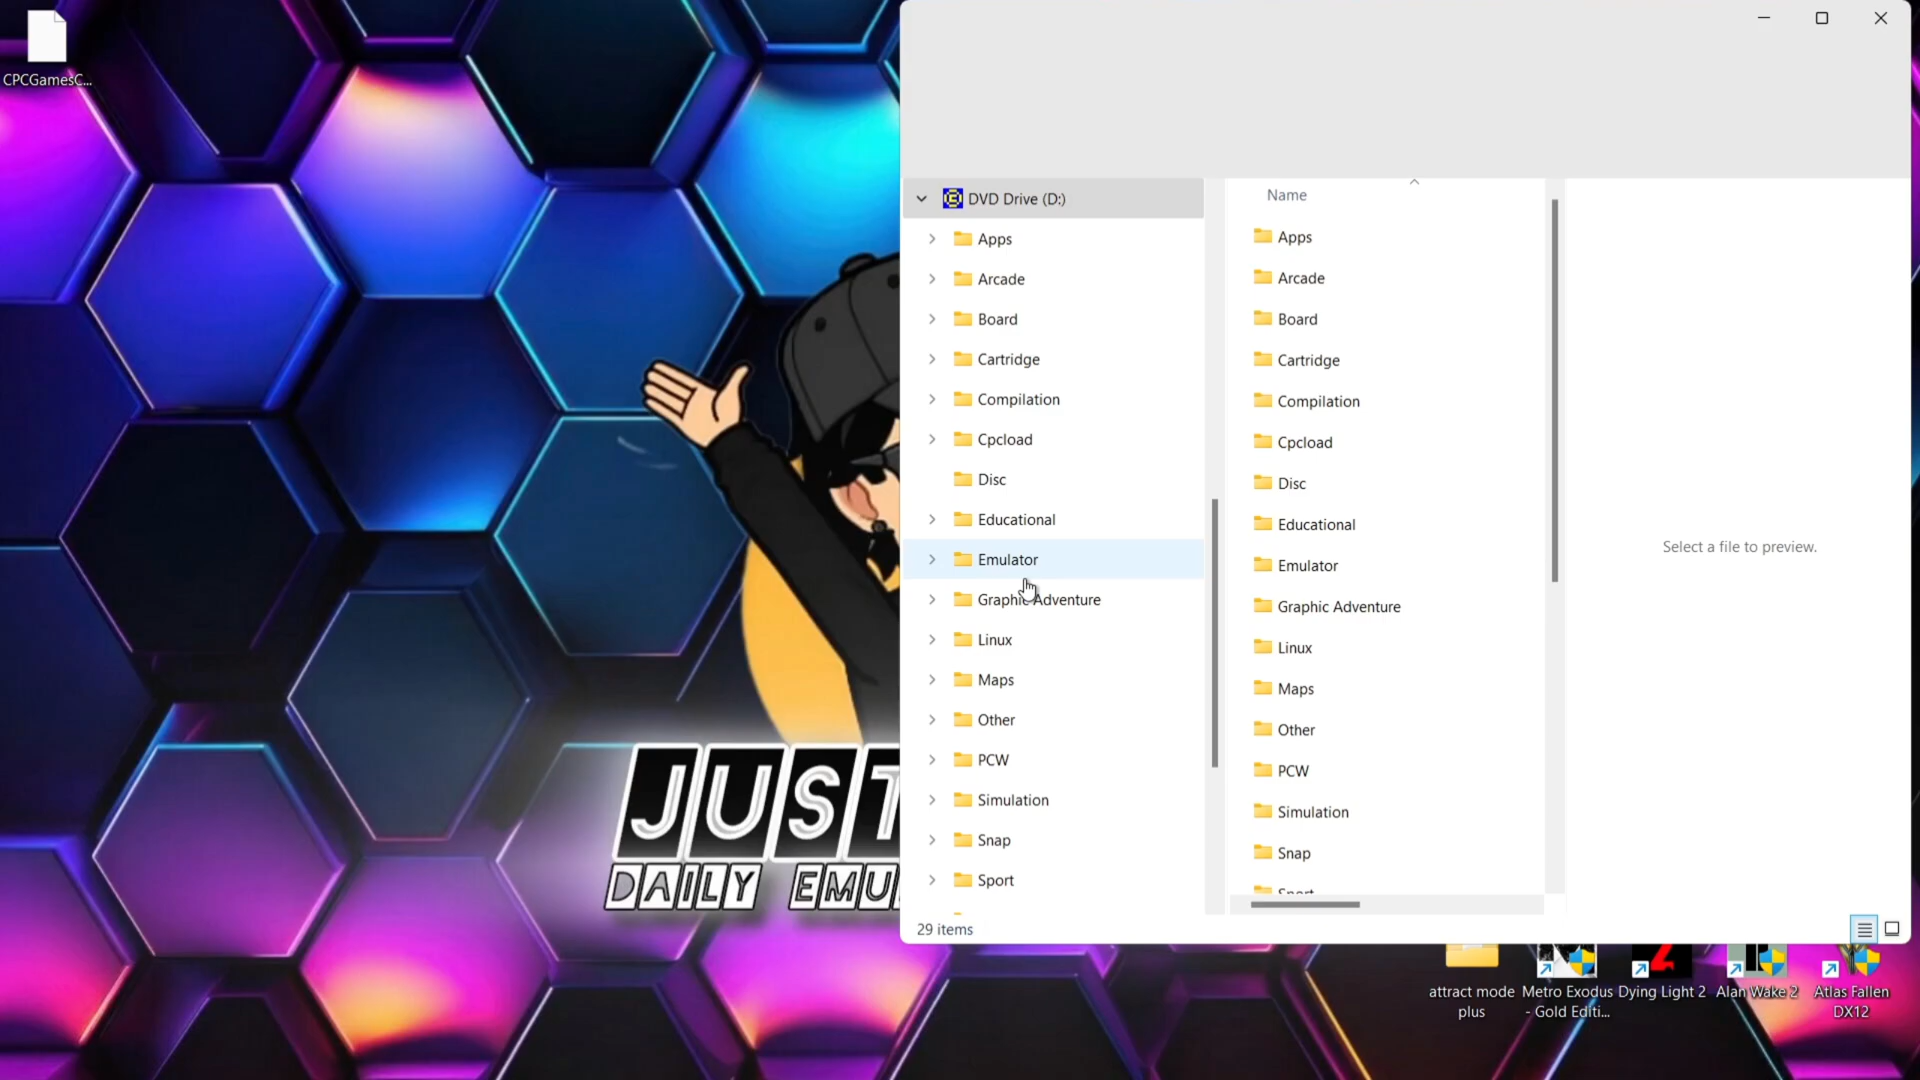 CPCGamesC...
DVD Drive (D:)
Apps
Arcade
Board
Cartridge
Compilation
Cpcload
Disc
Educational
Emulator
Graphic Adventure
Linux
Maps
Other
PCW
Simulation
Snap
Sport
Name
Apps
Arcade
Board
Cartridge
Compilation
Cpcload
Disc
Educational
Emulator
Graphic Adventure
Linux
Maps
Other
PCW
Simulation
Snap
Sport
Select a file to preview.
29 items
JUST
DAILY EMU
attract mode
plus
Metro Exodus
- Gold Editi...
Dying Light 2
Alan Wake 2
Atlas Fallen
DX12